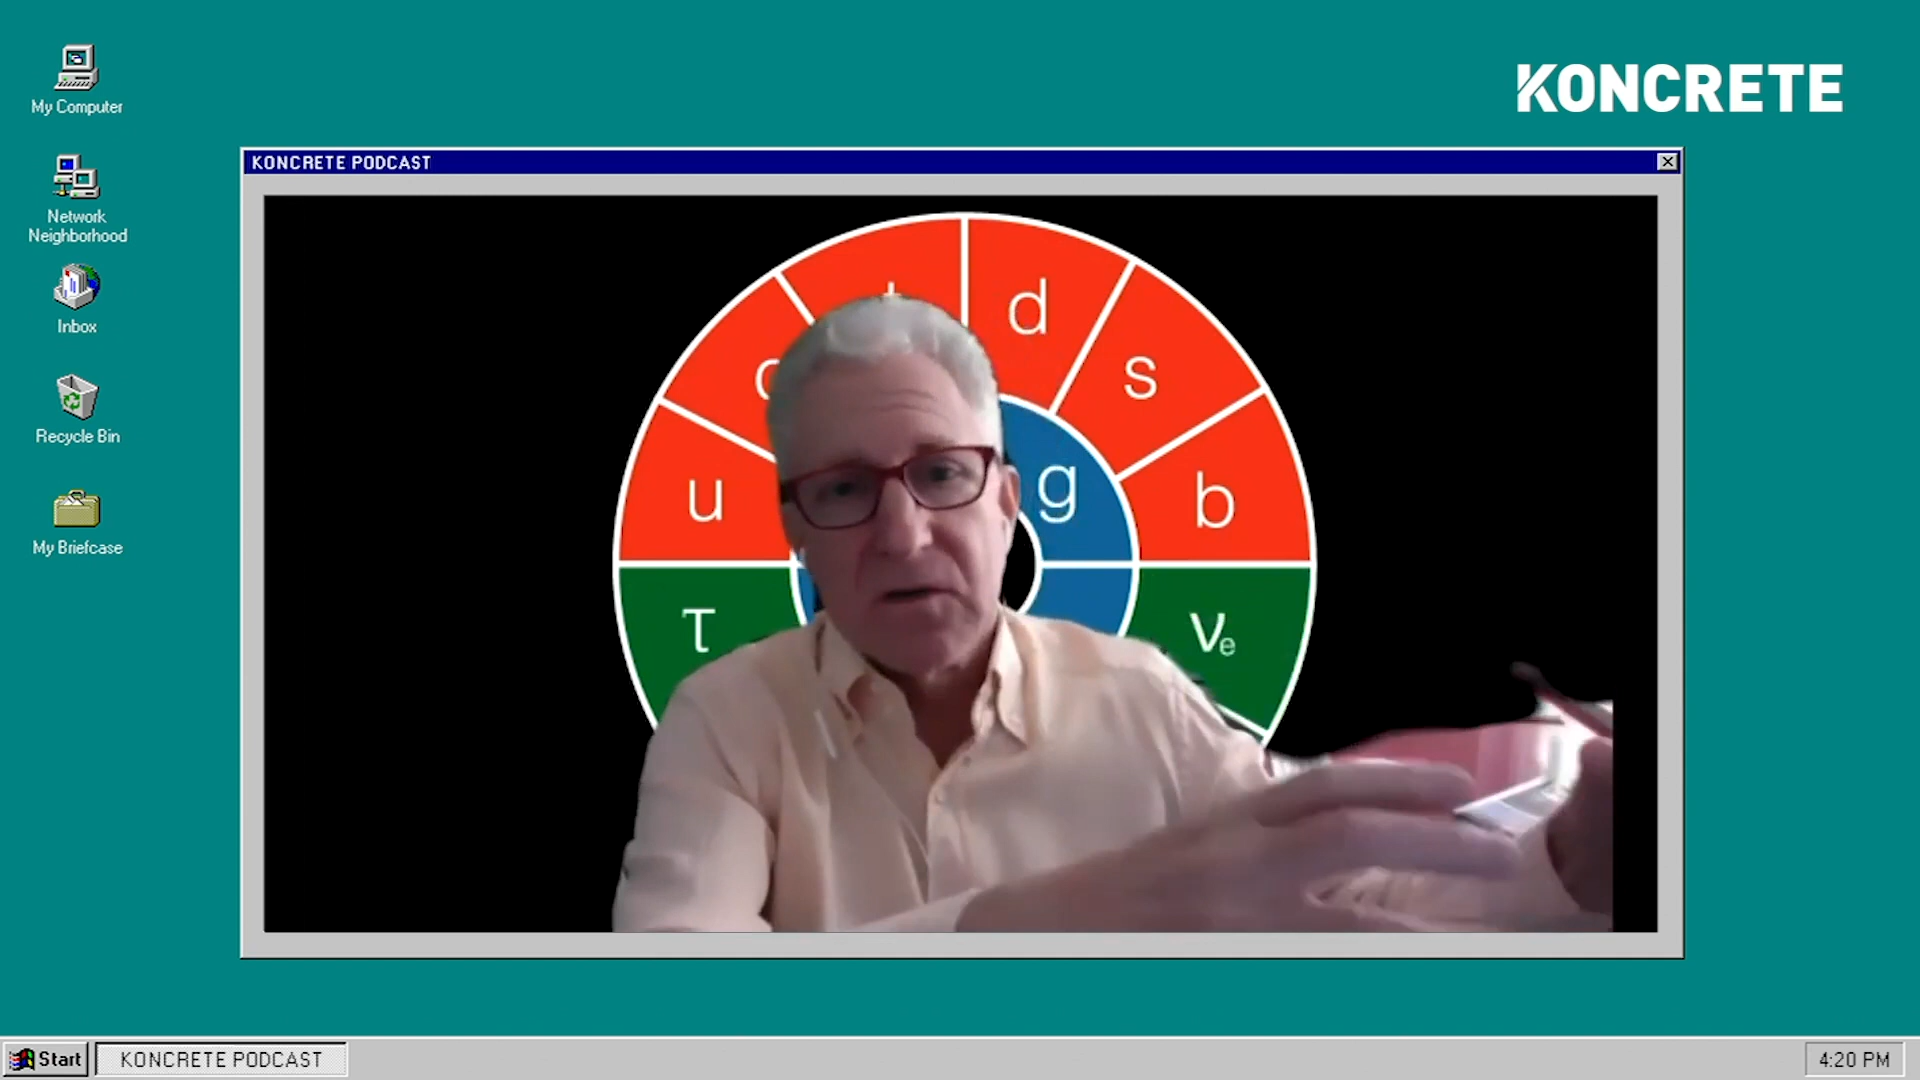 My Computer
KONCRETE
KONCRETE PODCAST
Network
Neighborhood
Inbox
Recycle Bin
My Briefcase
d
s
u
g
b
τ
νe
Start
KONCRETE PODCAST
4:20 PM